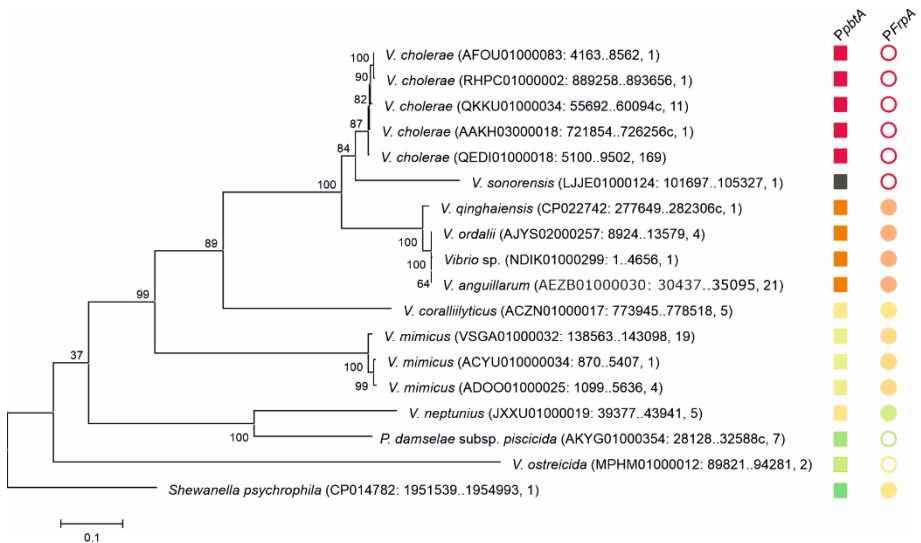 PpbtA PFrpA
100 V. cholerae (AFOU01000083: 4163..8562, 1)
90 V. cholerae (RHPC01000002: 889258..893656, 1)
82 V. cholerae (QKKU01000034: 55692..60094c, 11)
87 V. cholerae (AAKH03000018: 721854..726256c, 1)
84 V. cholerae (QEDI01000018: 5100..9502, 169)
100 V. sonorensis (LJJE01000124: 101697..105327, 1)
V. qinghaiensis (CP022742: 277649..282306c, 1)
100 V. ordalii (AJYS02000257: 8924..13579, 4)
89 100 Vibrio sp. (NDIK01000299: 1..4656, 1)
64 V. anguillarum (AEZB01000030: 30437..35095, 21)
99 V. coralliilyticus (ACZN01000017: 773945..778518, 5)
V. mimicus (VSGA01000032: 138563..143098, 19)
37 100 V. mimicus (ACYU010000034: 870..5407, 1)
99 V. mimicus (ADOO01000025: 1099..5636, 4)
V. neptunius (JXXU01000019: 39377..43941, 5)
100 P. damselae subsp. piscicida (AKYG01000354: 28128..32588c, 7)
V. ostreicida (MPHM01000012: 89821..94281, 2)
Shewanella psychrophila (CP014782: 1951539..1954993, 1)
0.1